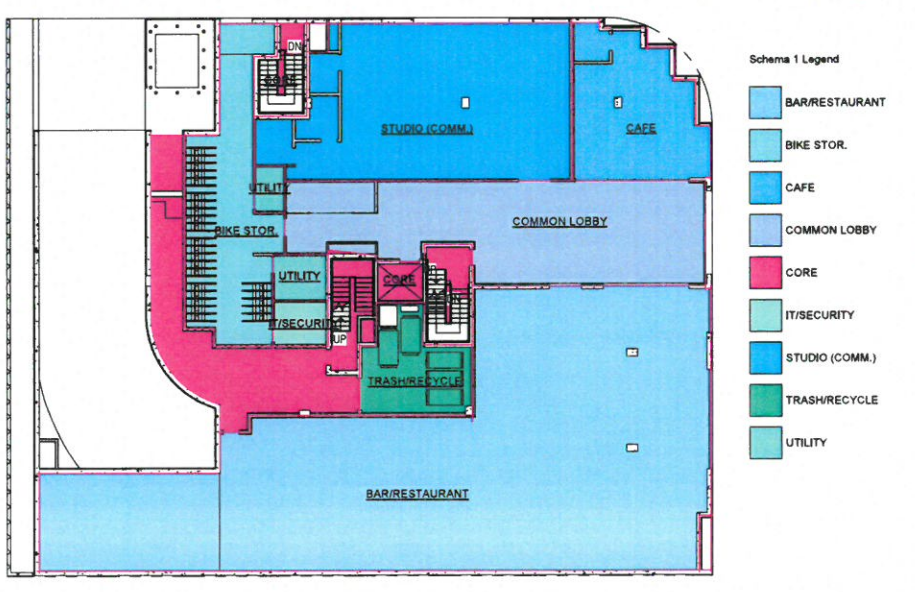 DN
CORE
STUDIO (COMM.)
CAFE
UTILITY
BIKE STOR.
COMMON LOBBY
UTILITY
CORE
IT/SECURITY
UP
TRASH/RECYCLE
BAR/RESTAURANT
Schema 1 Legend
BAR/RESTAURANT
BIKE STOR.
CAFE
COMMON LOBBY
CORE
IT/SECURITY
STUDIO (COMM.)
TRASH/RECYCLE
UTILITY